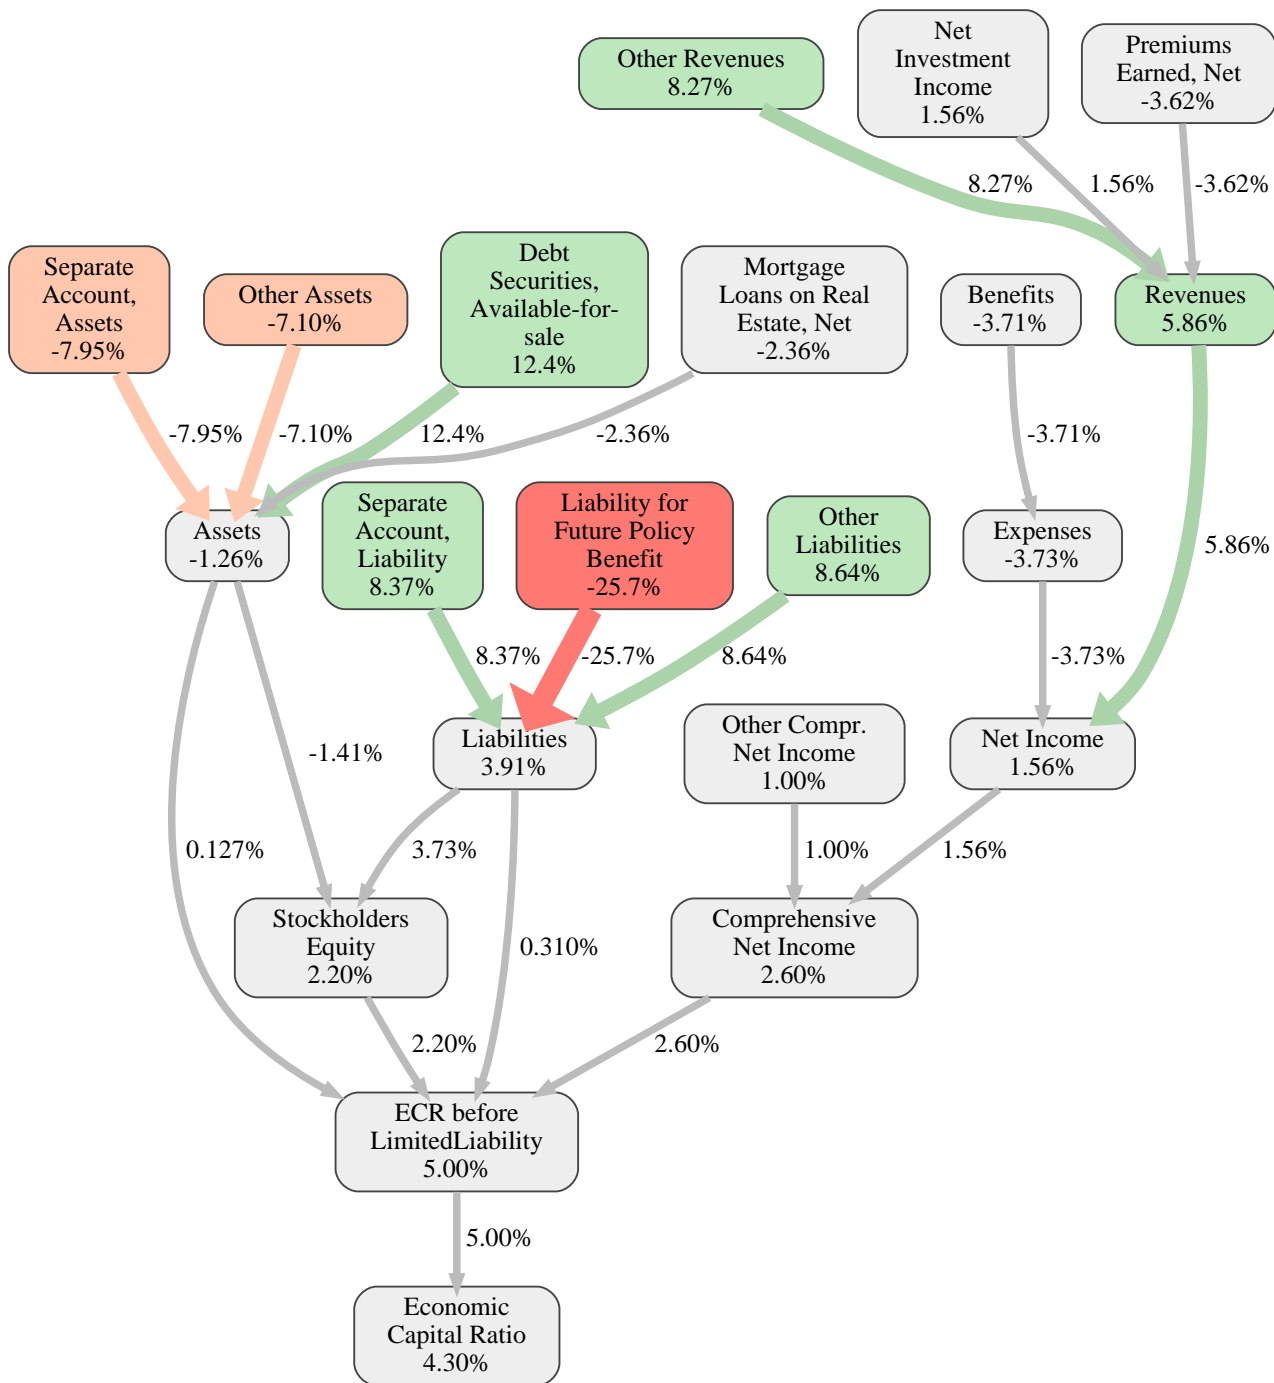 Other Revenues
8.27%
Net
Investment
Income
1.56%
Premiums
Earned, Net
-3.62%
8.27%
1.56%
-3.62%
Separate
Account,
Assets
-7.95%
Other Assets
-7.10%
Debt
Securities,
Available-for-
sale
12.4%
Mortgage
Loans on Real
Estate, Net
-2.36%
Benefits
-3.71%
Revenues
5.86%
-7.95%
-7.10%
12.4%
-2.36%
-3.71%
5.86%
Assets
-1.26%
Separate
Account,
Liability
8.37%
Liability for
Future Policy
Benefit
-25.7%
Other
Liabilities
8.64%
Expenses
-3.73%
8.37%
-25.7%
8.64%
-3.73%
-1.41%
Liabilities
3.91%
Other Compr.
Net Income
1.00%
Net Income
1.56%
0.127%
3.73%
0.310%
1.00%
1.56%
Stockholders
Equity
2.20%
Comprehensive
Net Income
2.60%
2.20%
2.60%
ECR before
LimitedLiability
5.00%
5.00%
Economic
Capital Ratio
4.30%